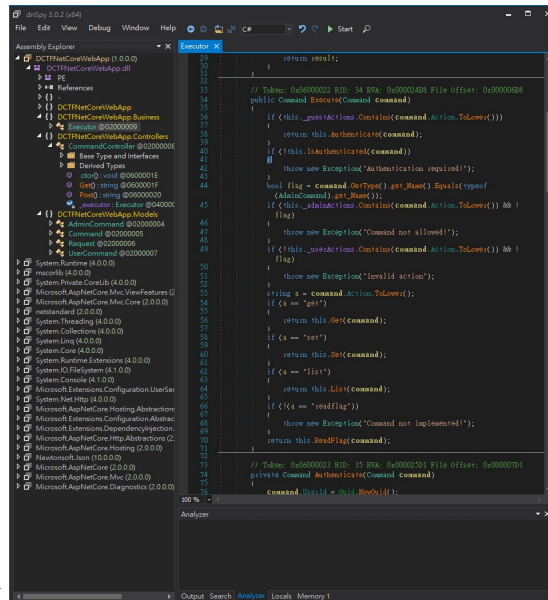 dnSpy 3.0.2 (x64)
File Edit View Debug Window Help C# Start
Assembly Explorer
DCTFNetCoreWebApp (1.0.0.0)
DCTFNetCoreWebApp.dll
PE
References
{ } -
{ } DCTFNetCoreWebApp
{ } DCTFNetCoreWebApp.Business
Executor @02000009
{ } DCTFNetCoreWebApp.Controllers
CommandController @02000008
Base Type and Interfaces
Derived Types
.ctor() : void @0600001E
Get() : string @0600001F
Post() : string @06000020
_executor : Executor @040000
{ } DCTFNetCoreWebApp.Models
AdminCommand @02000004
Command @02000005
Request @02000006
UserCommand @02000007
System.Runtime (4.0.0.0)
mscorlib (4.0.0.0)
System.Private.CoreLib (4.0.0.0)
Microsoft.AspNetCore.Mvc.ViewFeatures (2
Microsoft.AspNetCore.Mvc.Core (2.0.0.0)
netstandard (2.0.0.0)
System.Threading (4.0.0.0)
System.Collections (4.0.0.0)
System.Linq (4.0.0.0)
System.Core (4.0.0.0)
System.Runtime.Extensions (4.0.0.0)
System.IO.FileSystem (4.0.0.0)
System.Console (4.1.0.0)
Microsoft.Extensions.Configuration.UserSec
System.Net.Http (4.0.0.0)
Microsoft.AspNetCore.Hosting.Abstractions
Microsoft.Extensions.Configuration.Abstrac
Microsoft.Extensions.DependencyInjection.
Microsoft.AspNetCore.Http.Abstractions (2.
Microsoft.AspNetCore.Hosting (2.0.0.0)
Newtonsoft.Json (10.0.0.0)
Microsoft.AspNetCore (2.0.0.0)
Microsoft.AspNetCore.Mvc (2.0.0.0)
Microsoft.AspNetCore.Diagnostics (2.0.0.0)
Executor
29 return result;
30 }
31 }
32
33 // Token: 0x06000022 RID: 34 RVA: 0x000024B8 File Offset: 0x000006B8
34 public Command Execute(Command command)
35 {
36 if (this._guestActions.Contains(command.Action.ToLower()))
37 {
38 return this.Authenticate(command);
39 }
40 if (!this.IsAuthenticated(command))
41 {
42 throw new Exception("Authentication required!");
43 }
44 bool flag = command.GetType().get_Name().Equals(typeof
(AdminCommand).get_Name());
45 if (this._adminActions.Contains(command.Action.ToLower()) && !
flag)
46 {
47 throw new Exception("Command not allowed!");
48 }
49 if (!this._userActions.Contains(command.Action.ToLower()) && !
flag)
50 {
51 throw new Exception("Invalid action");
52 }
53 string a = command.Action.ToLower();
54 if (a == "get")
55 {
56 return this.Get(command);
57 }
58 if (a == "set")
59 {
60 return this.Set(command);
61 }
62 if (a == "list")
63 {
64 return this.List(command);
65 }
66 if (!(a == "readflag"))
67 {
68 throw new Exception("Command not implemented!");
69 }
70 return this.ReadFlag(command);
71 }
72
73 // Token: 0x06000023 RID: 35 RVA: 0x000025D1 File Offset: 0x000007D1
74 private Command Authenticate(Command command)
75 {
76 command.UserId = Guid.NewGuid();
100 %
Analyzer
Output Search Analyzer Locals Memory 1